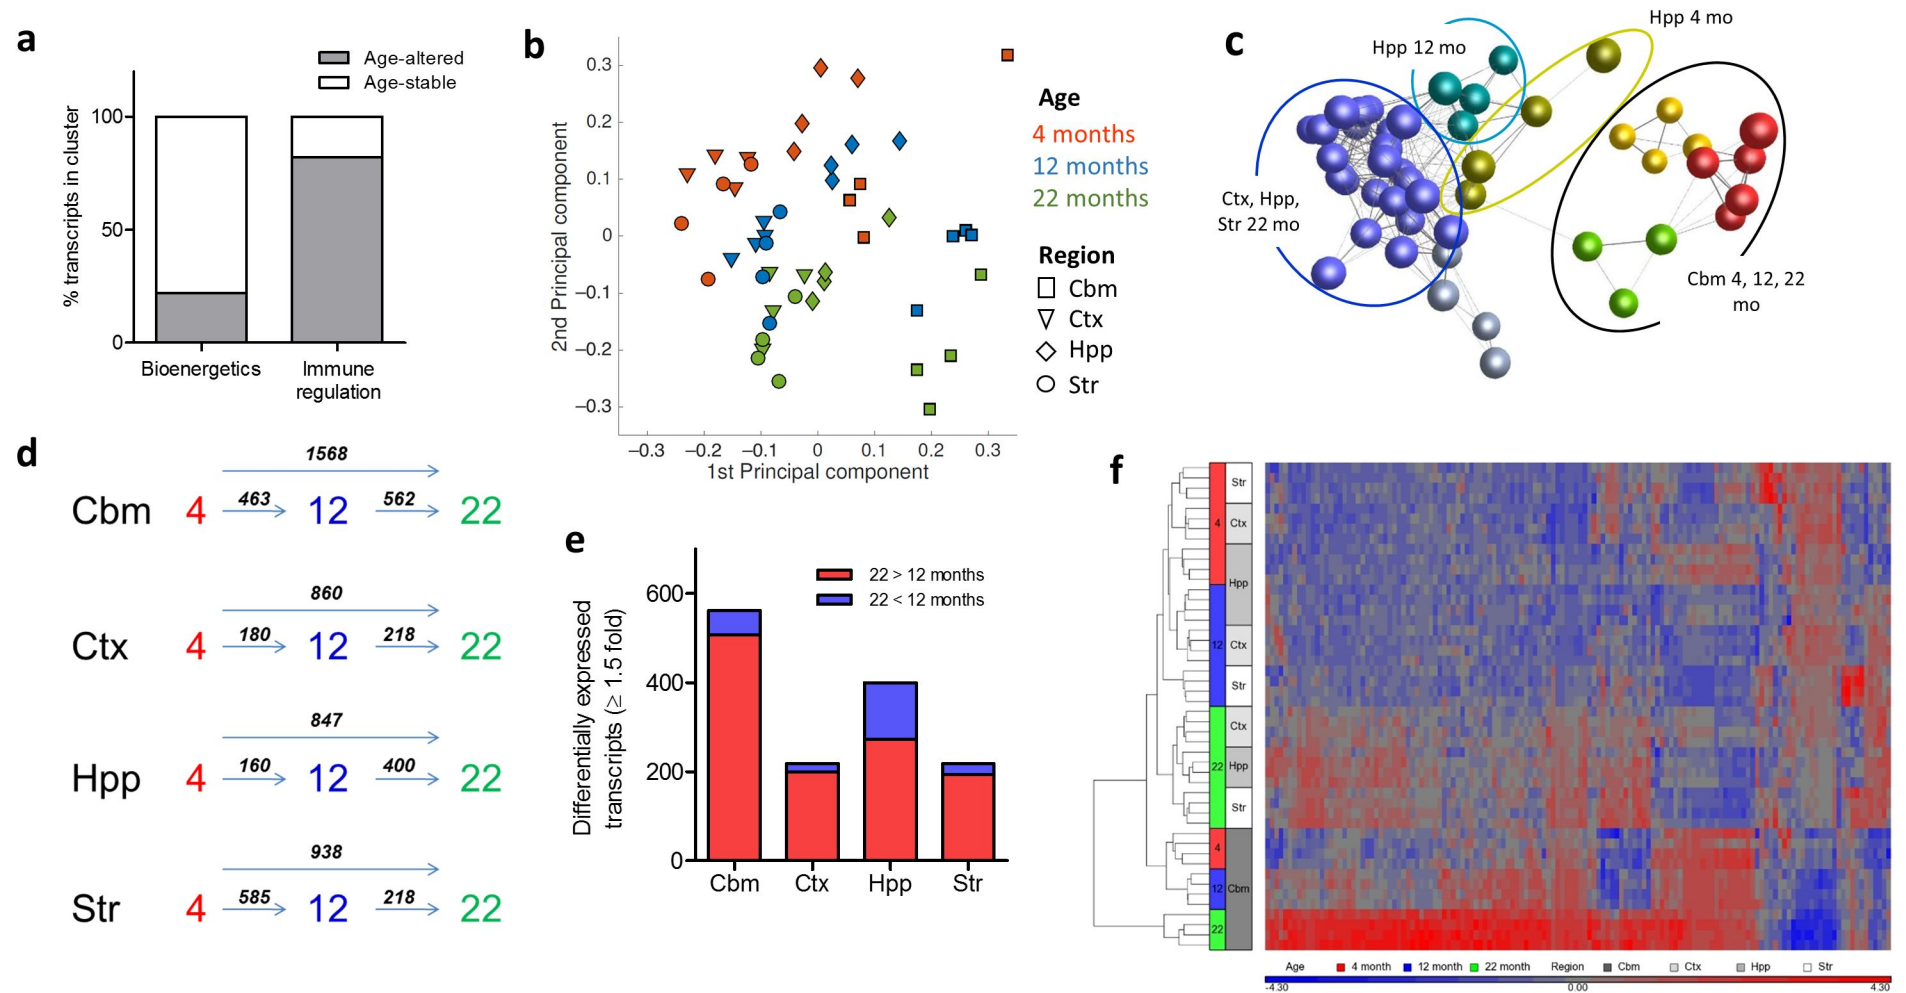 a
Age-altered
Age-stable
% transcripts in cluster
100
50
0
Bioenergetics
Immune
regulation
b
2nd Principal component
0.3
0.2
0.1
0
−0.1
−0.2
−0.3
−0.3
−0.2
−0.1
0
0.1
0.2
0.3
1st Principal component
Age
4 months
12 months
22 months
Region
Cbm
Ctx
Hpp
Str
c
Hpp 4 mo
Hpp 12 mo
Ctx, Hpp,
Str 22 mo
Cbm 4, 12, 22
mo
d
1568
Cbm 4 463 12 562 22
860
Ctx 4 180 12 218 22
847
Hpp 4 160 12 400 22
938
Str 4 585 12 218 22
e
Differentially expressed
transcripts (≥ 1.5 fold)
22 > 12 months
22 < 12 months
600
400
200
0
Cbm
Ctx
Hpp
Str
f
4
12
22
4
12
22
Str
Ctx
Hpp
Ctx
Str
Ctx
Hpp
Str
Cbm
Age 4 month 12 month 22 month Region Cbm Ctx Hpp Str
-4.30 0.00 4.30